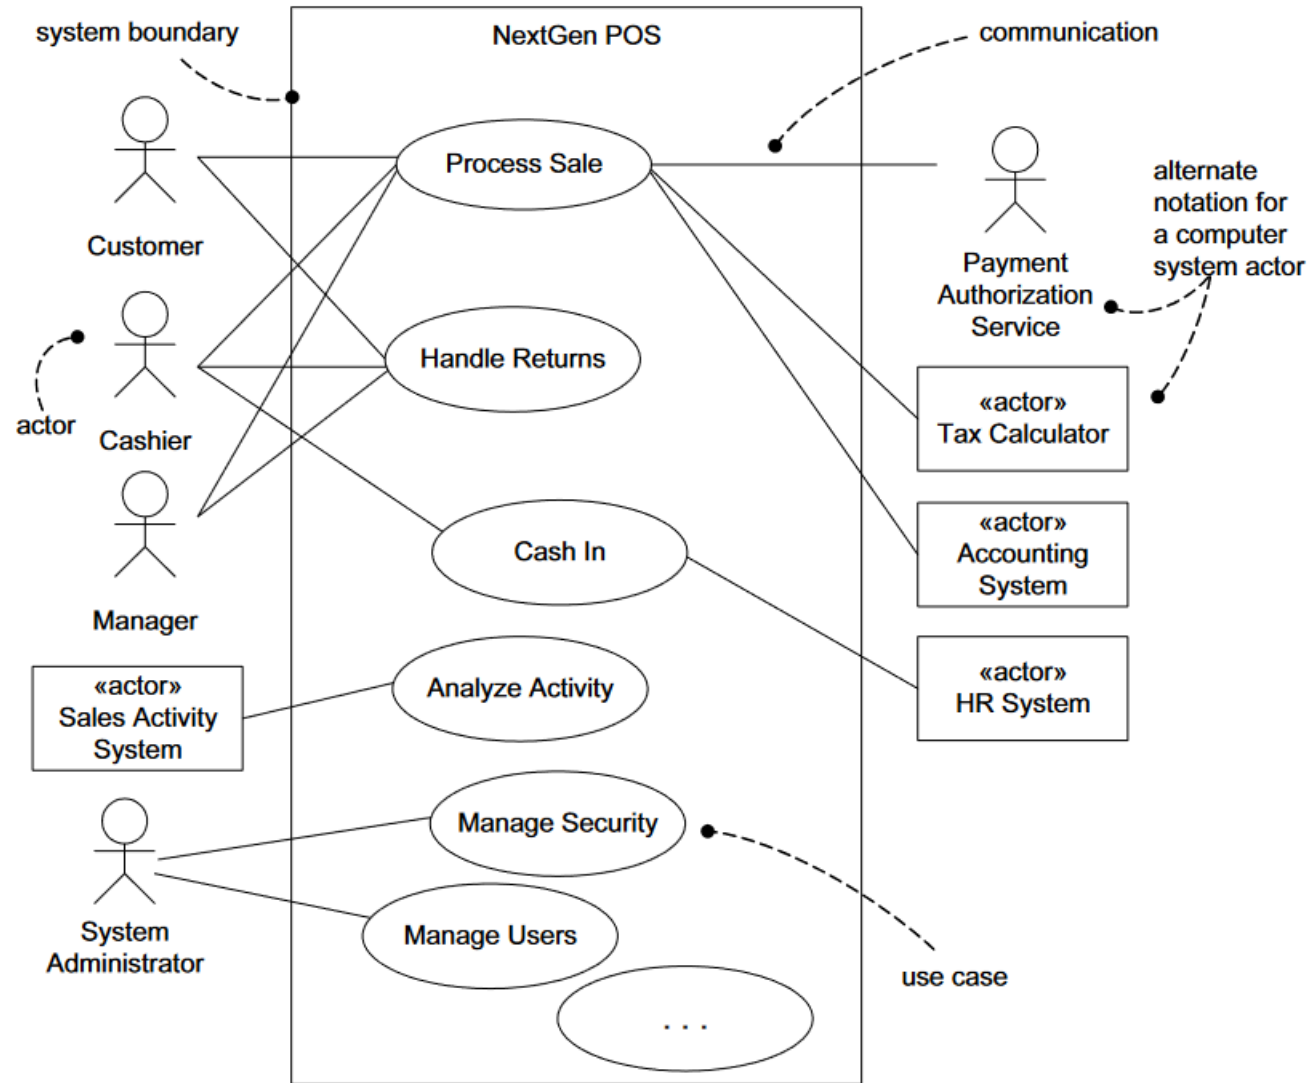 system boundary
NextGen POS
communication
Process Sale
alternate
notation for
a computer
system actor
Customer
Payment
Authorization
Service
Handle Returns
actor
Cashier
«actor»
Tax Calculator
Cash In
«actor»
Accounting
System
Manager
«actor»
Sales Activity
System
Analyze Activity
«actor»
HR System
Manage Security
System
Administrator
Manage Users
use case
. . .